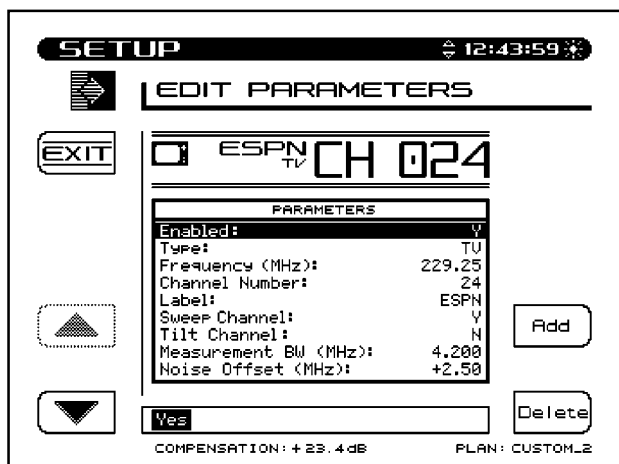 SETUP 12:43:59
EDIT PARAMETERS
EXIT
ESPN TV CH 024
PARAMETERS
Enabled: Y
Type: TV
Frequency (MHz): 229.25
Channel Number: 24
Label: ESPN
Sweep Channel: Y
Tilt Channel: N
Measurement BW (MHz): 4.200
Noise Offset (MHz): +2.50
Add
Yes
Delete
COMPENSATION: + 23.4 dB PLAN: CUSTOM_2